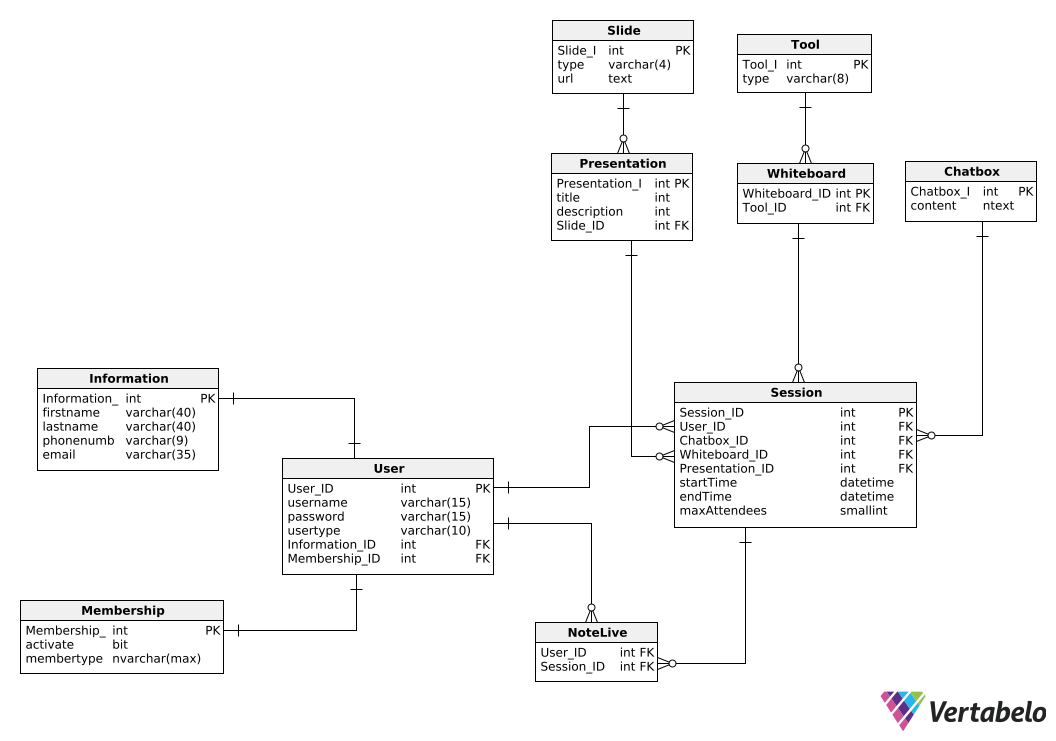 Slide
Slide_I int PK
type varchar(4)
url text
Tool
Tool_I int PK
type varchar(8)
Presentation
Presentation_I int PK
title int
description int
Slide_ID int FK
Whiteboard
Whiteboard_ID int PK
Tool_ID int FK
Chatbox
Chatbox_I int PK
content ntext
Information
Information_ int PK
firstname varchar(40)
lastname varchar(40)
phonenumb varchar(9)
email varchar(35)
Session
Session_ID int PK
User_ID int FK
Chatbox_ID int FK
Whiteboard_ID int FK
Presentation_ID int FK
startTime datetime
endTime datetime
maxAttendees smallint
User
User_ID int PK
username varchar(15)
password varchar(15)
usertype varchar(10)
Information_ID int FK
Membership_ID int FK
Membership
Membership_ int PK
activate bit
membertype nvarchar(max)
NoteLive
User_ID int FK
Session_ID int FK
Vertabelo